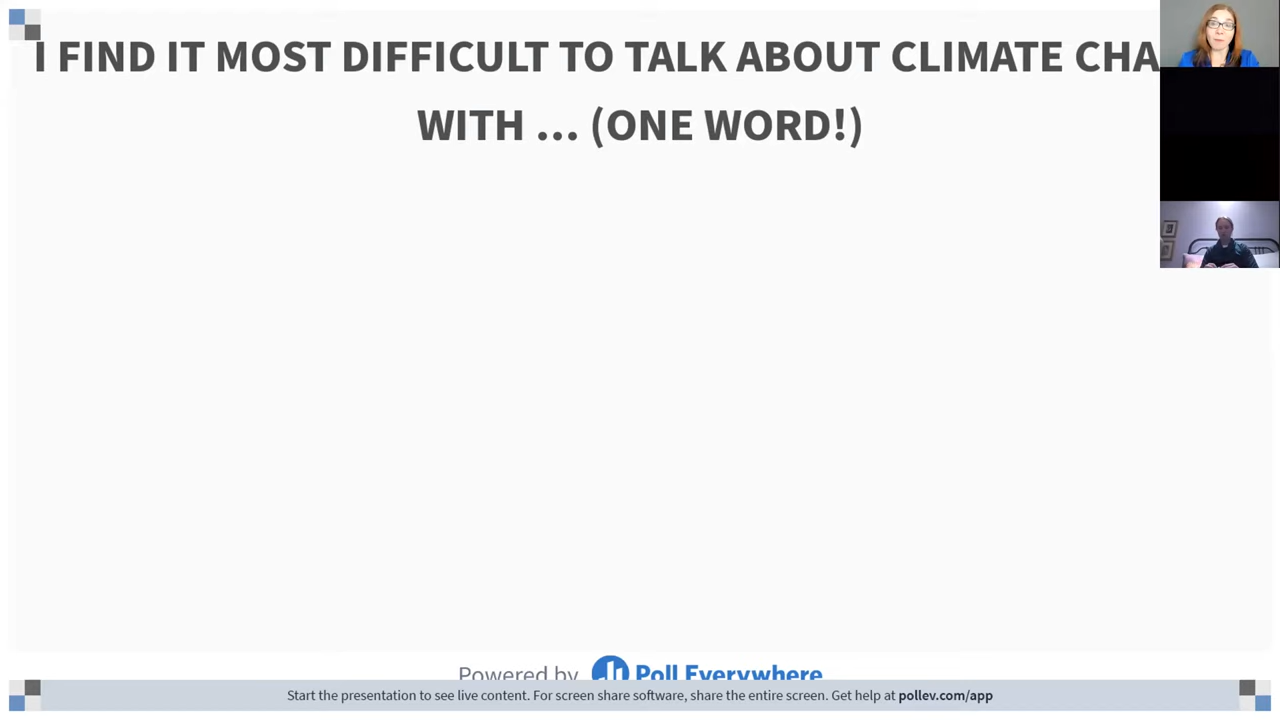 I FIND IT MOST DIFFICULT TO TALK ABOUT CLIMATE CHA
WITH ... (ONE WORD!)
Powered by Poll Everywhere
Start the presentation to see live content. For screen share software, share the entire screen. Get help at pollev.com/app